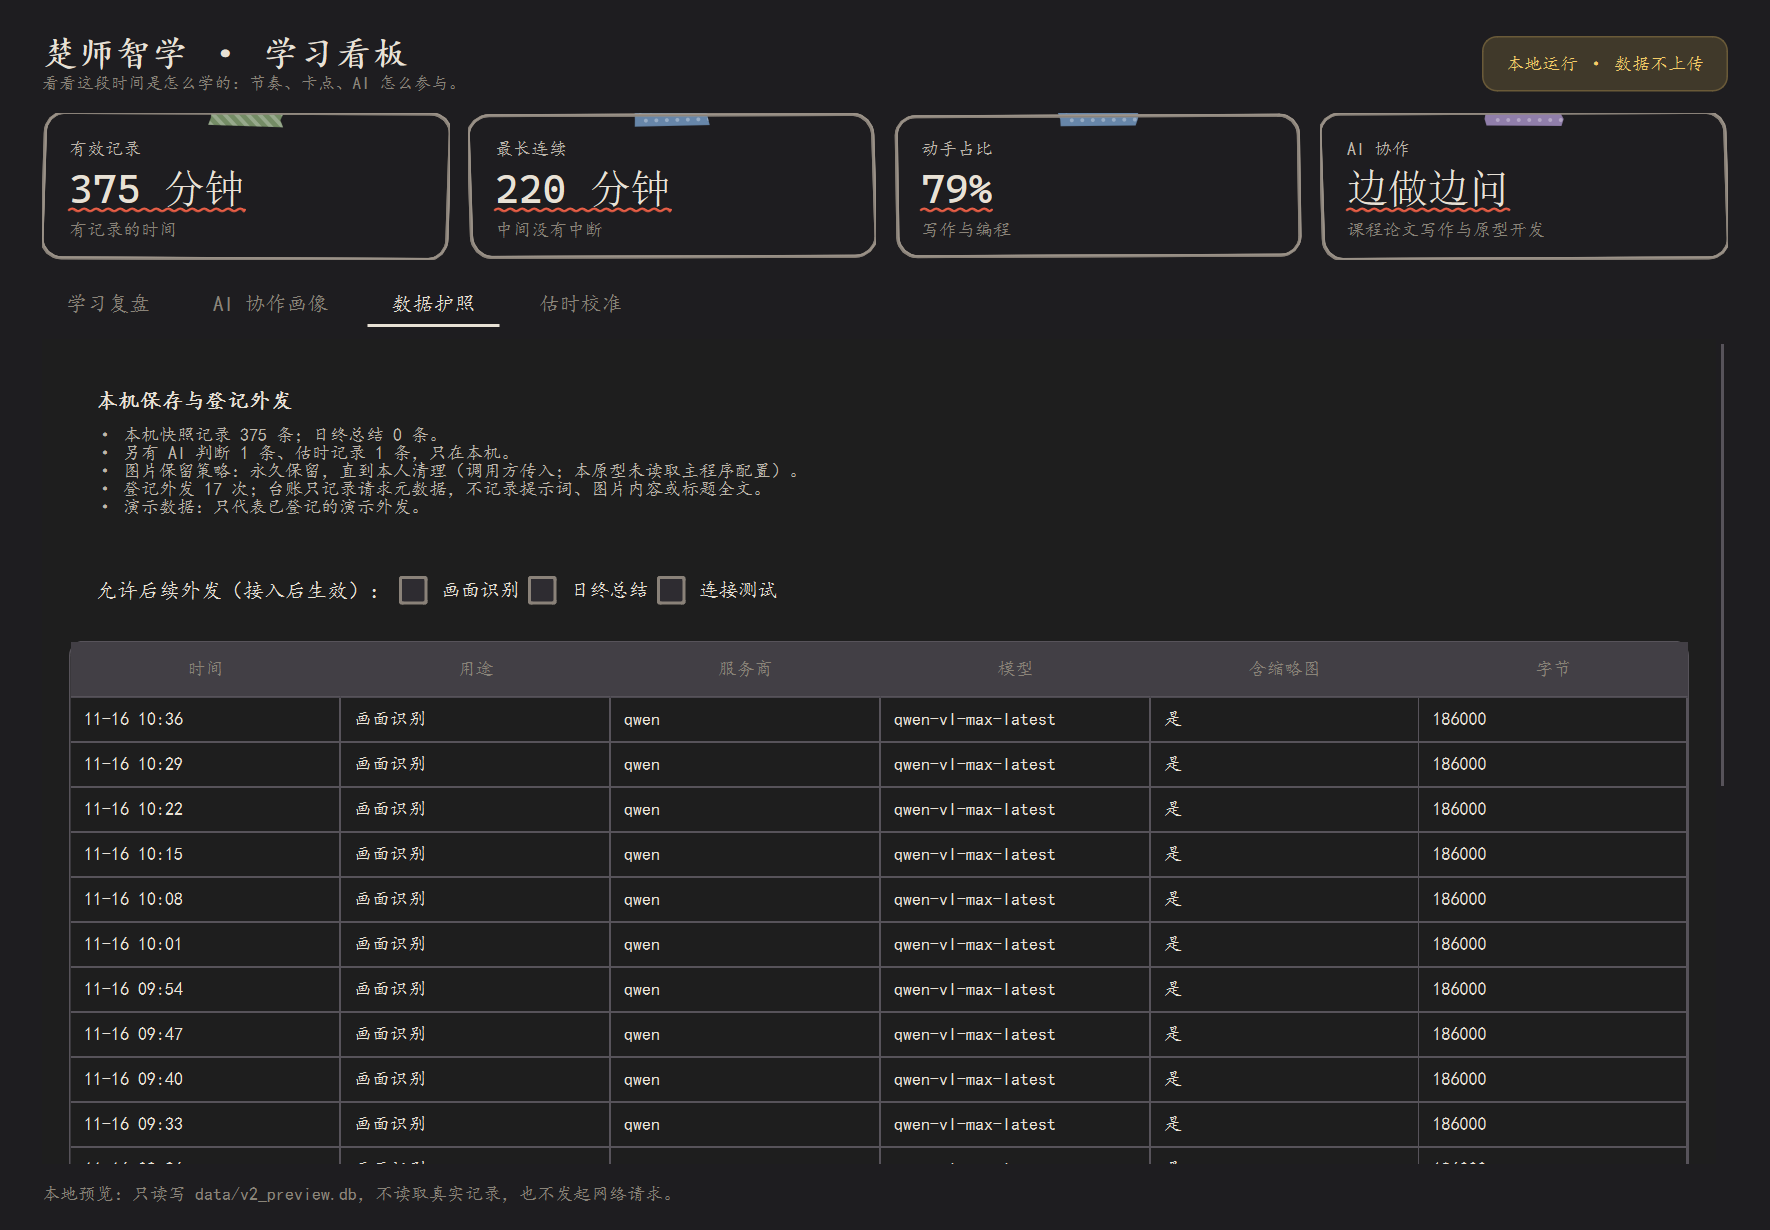 楚师智学 • 学习看板
看看这段时间是怎么学的：节奏、卡点、AI 怎么参与。
本地运行 • 数据不上传
有效记录
375 分钟
有记录的时间
最长连续
220 分钟
中间没有中断
动手占比
79%
写作与编程
AI 协作
边做边问
课程论文写作与原型开发
学习复盘 AI 协作画像 数据护照 估时校准
本机保存与登记外发
• 本机快照记录 375 条；日终总结 0 条。
• 另有 AI 判断 1 条、估时记录 1 条，只在本机。
• 图片保留策略：永久保留，直到本人清理（调用方传入；本原型未读取主程序配置）。
• 登记外发 17 次；台账只记录请求元数据，不记录提示词、图片内容或标题全文。
• 演示数据：只代表已登记的演示外发。
允许后续外发（接入后生效）： 画面识别 日终总结 连接测试
时间 用途 服务商 模型 含缩略图 字节
11-16 10:36 画面识别 qwen qwen-vl-max-latest 是 186000
11-16 10:29 画面识别 qwen qwen-vl-max-latest 是 186000
11-16 10:22 画面识别 qwen qwen-vl-max-latest 是 186000
11-16 10:15 画面识别 qwen qwen-vl-max-latest 是 186000
11-16 10:08 画面识别 qwen qwen-vl-max-latest 是 186000
11-16 10:01 画面识别 qwen qwen-vl-max-latest 是 186000
11-16 09:54 画面识别 qwen qwen-vl-max-latest 是 186000
11-16 09:47 画面识别 qwen qwen-vl-max-latest 是 186000
11-16 09:40 画面识别 qwen qwen-vl-max-latest 是 186000
11-16 09:33 画面识别 qwen qwen-vl-max-latest 是 186000
本地预览：只读写 data/v2_preview.db，不读取真实记录，也不发起网络请求。